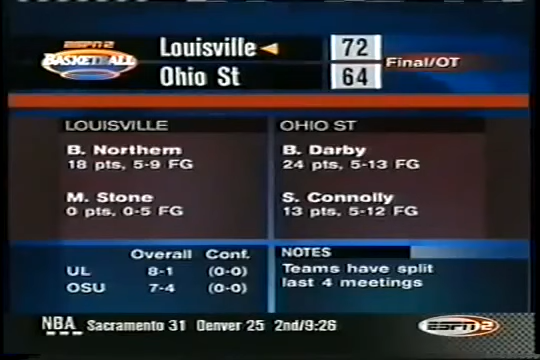 ESPN2
BASKETBALL
Louisville 72
Ohio St 64
Final/OT
LOUISVILLE
B. Northern
18 pts, 5-9 FG
M. Stone
0 pts, 0-5 FG
OHIO ST
B. Darby
24 pts, 5-13 FG
S. Connolly
13 pts, 5-12 FG
Overall Conf.
UL 8-1 (0-0)
OSU 7-4 (0-0)
NOTES
Teams have split
last 4 meetings
NBA Sacramento 31 Denver 25 2nd/9:26
ESPN2